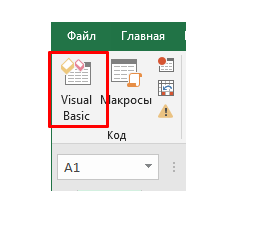 Файл Главная
Visual Basic
Макросы
Код
A1